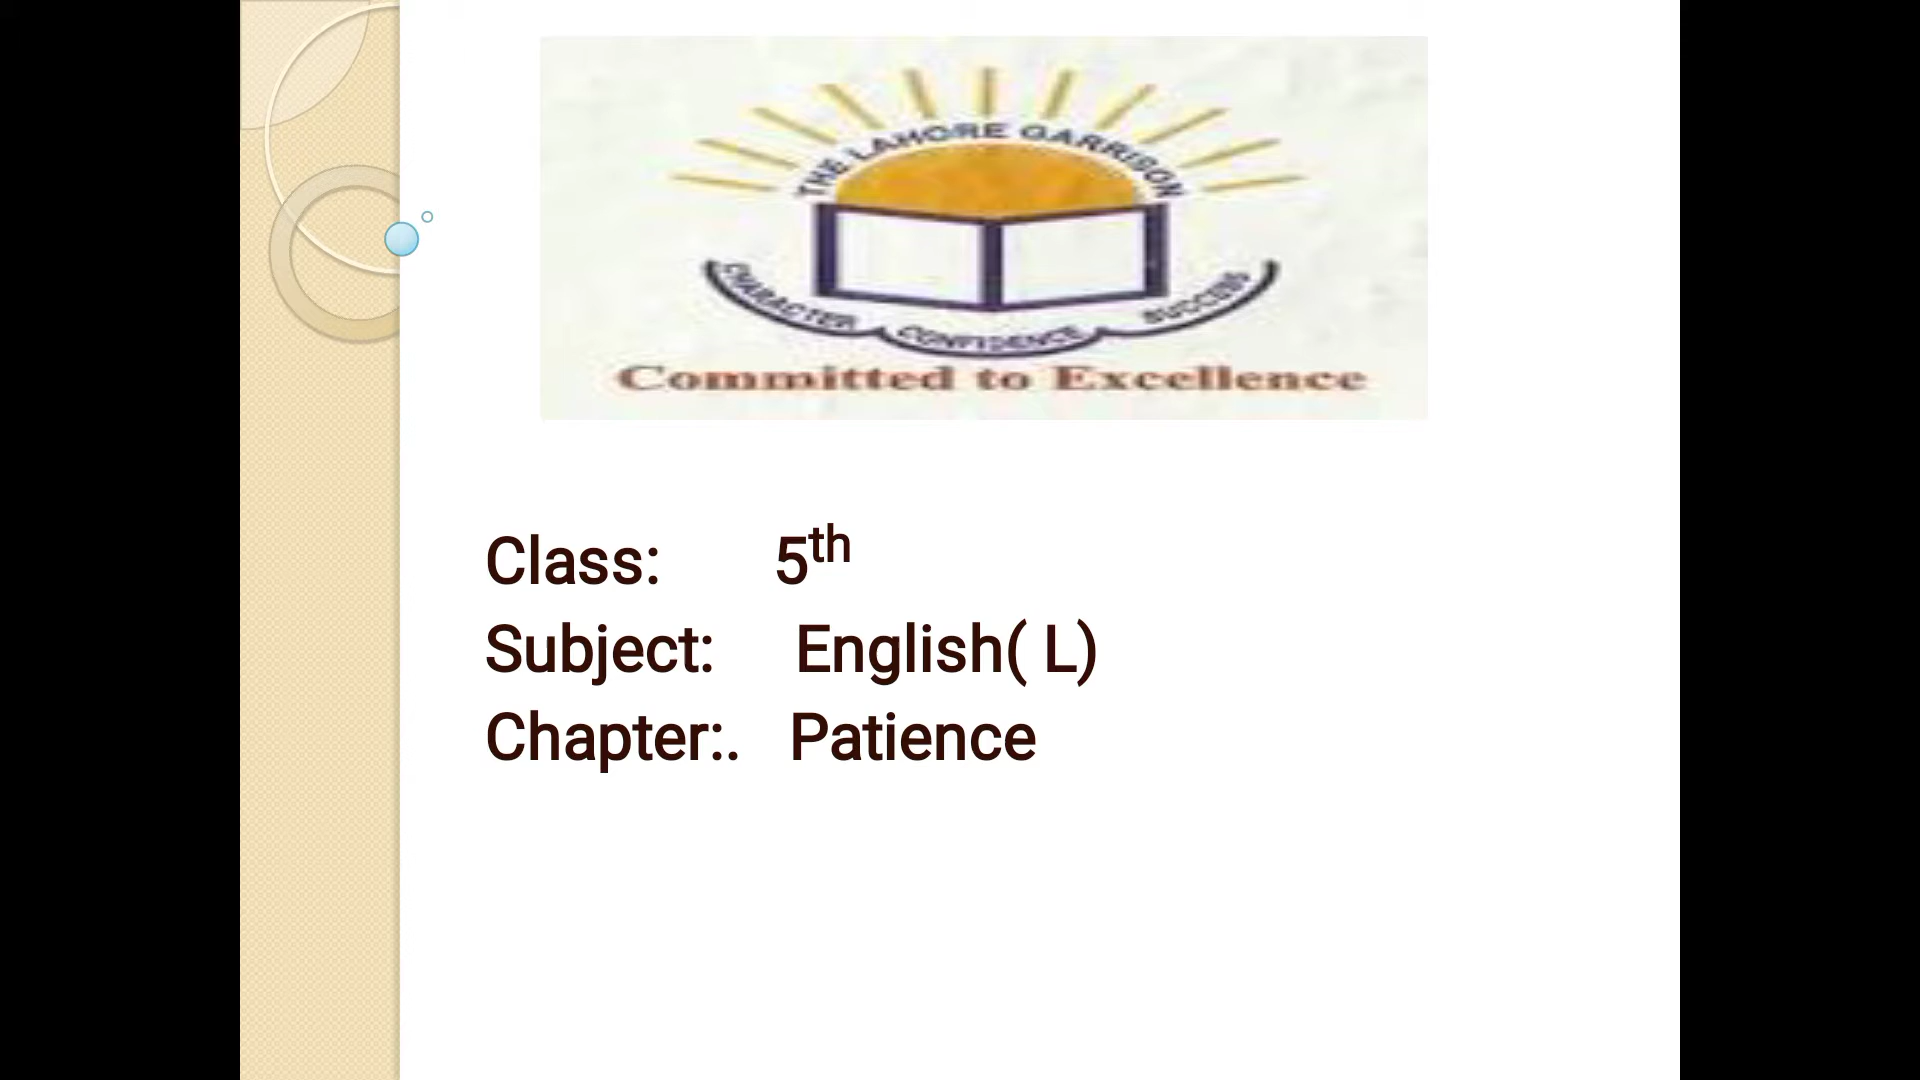 THE LAHORE GARRISON
CHARACTER CONFIDENCE SUCCESS
Committed to Excellence
Class: 5th
Subject: English( L)
Chapter:. Patience